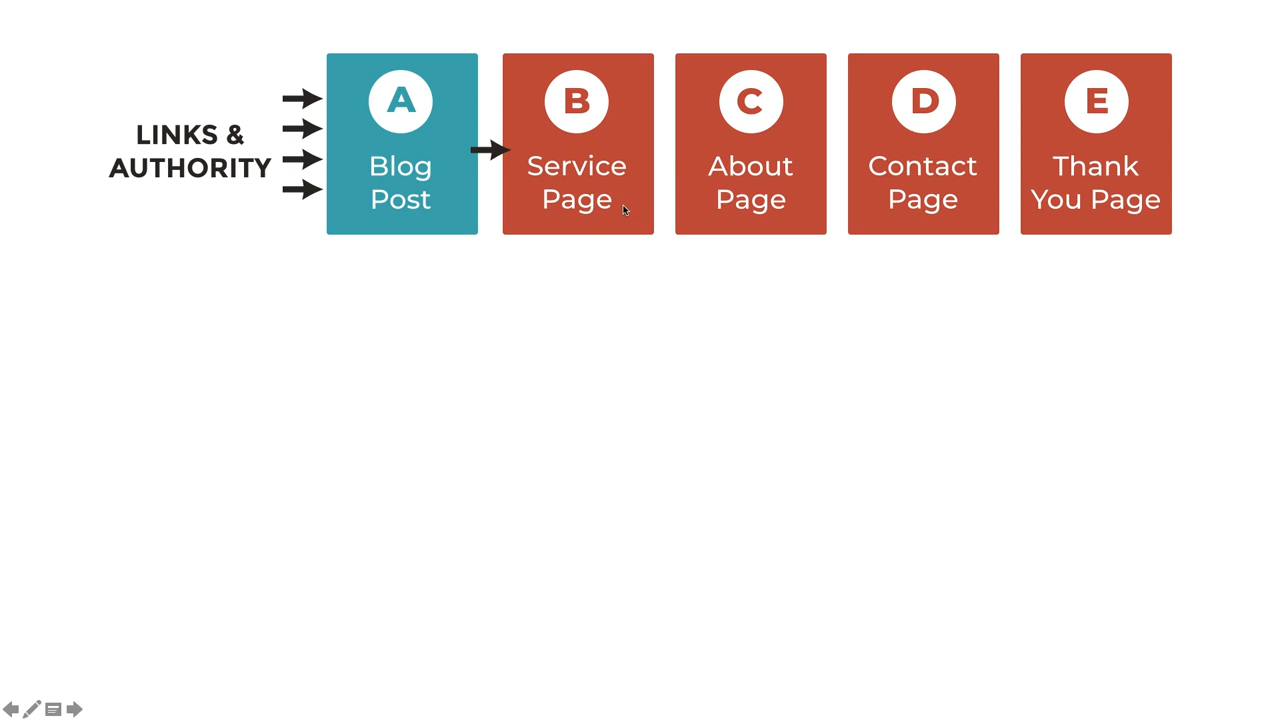 LINKS &
AUTHORITY
A
Blog
Post
B
Service
Page
C
About
Page
D
Contact
Page
E
Thank
You Page